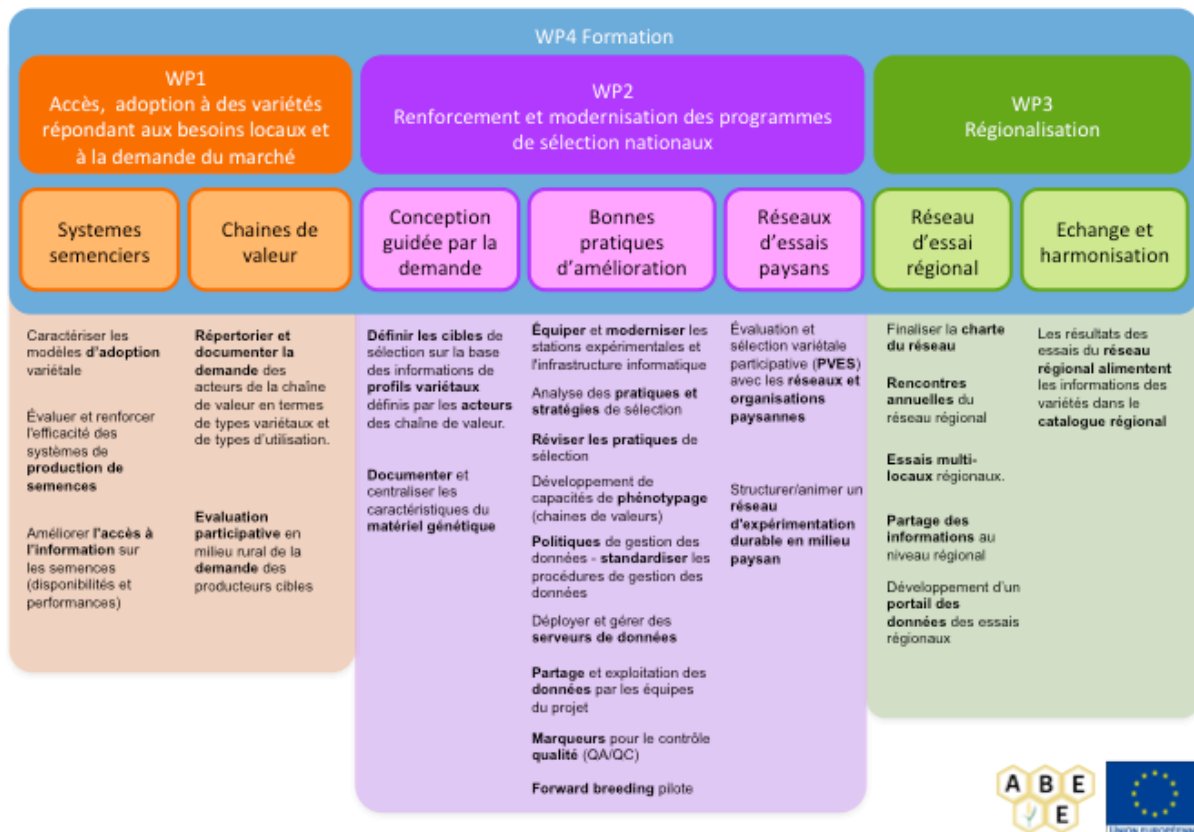 WP4 Formation
WP1
Accès, adoption à des variétés
répondant aux besoins locaux et
à la demande du marché
WP2
Renforcement et modernisation des programmes
de sélection nationaux
WP3
Régionalisation
Systemes
semenciers
Chaines de
valeur
Conception
guidée par la
demande
Bonnes
pratiques
d'amélioration
Réseaux
d'essais
paysans
Réseau
d'essai
régional
Echange et
harmonisation
Caractériser les
modèles d'adoption
variétale
Évaluer et renforcer
l'efficacité des
systèmes de
production de
semences
Améliorer l'accès à
l'information sur
les semences
(disponibilités et
performances)
Répertorier et
documenter la
demande des
acteurs de la chaîne
de valeur en termes
de types variétaux et
de types d'utilisation.
Evaluation
participative en
milieu rural de la
demande des
producteurs cibles
Définir les cibles de
sélection sur la base
des informations de
profils variétaux
définis par les acteurs
des chaîne de valeur.
Documenter et
centraliser les
caractéristiques du
matériel génétique
Équiper et moderniser les
stations expérimentales et
l'infrastructure informatique
Analyse des pratiques et
stratégies de sélection
Réviser les pratiques de
sélection
Développement de
capacités de phénotypage
(chaines de valeurs)
Politiques de gestion des
données - standardiser les
procédures de gestion des
données
Déployer et gérer des
serveurs de données
Partage et exploitation des
données par les équipes
du projet
Marqueurs pour le contrôle
qualité (QA/QC)
Forward breeding pilote
Évaluation et
sélection variétale
participative (PVES)
avec les réseaux et
organisations
paysannes
Structurer/animer un
réseau
d'expérimentation
durable en milieu
paysan
Finaliser la charte
du réseau
Rencontres
annuelles du
réseau régional
Essais multi-
locaux régionaux.
Partage des
informations au
niveau régional
Développement d'un
portail des
données des essais
régionaux
Les résultats des
essais du réseau
régional alimentent
les informations des
variétés dans le
catalogue régional
A B E
E
UNION EUROPÉENNE